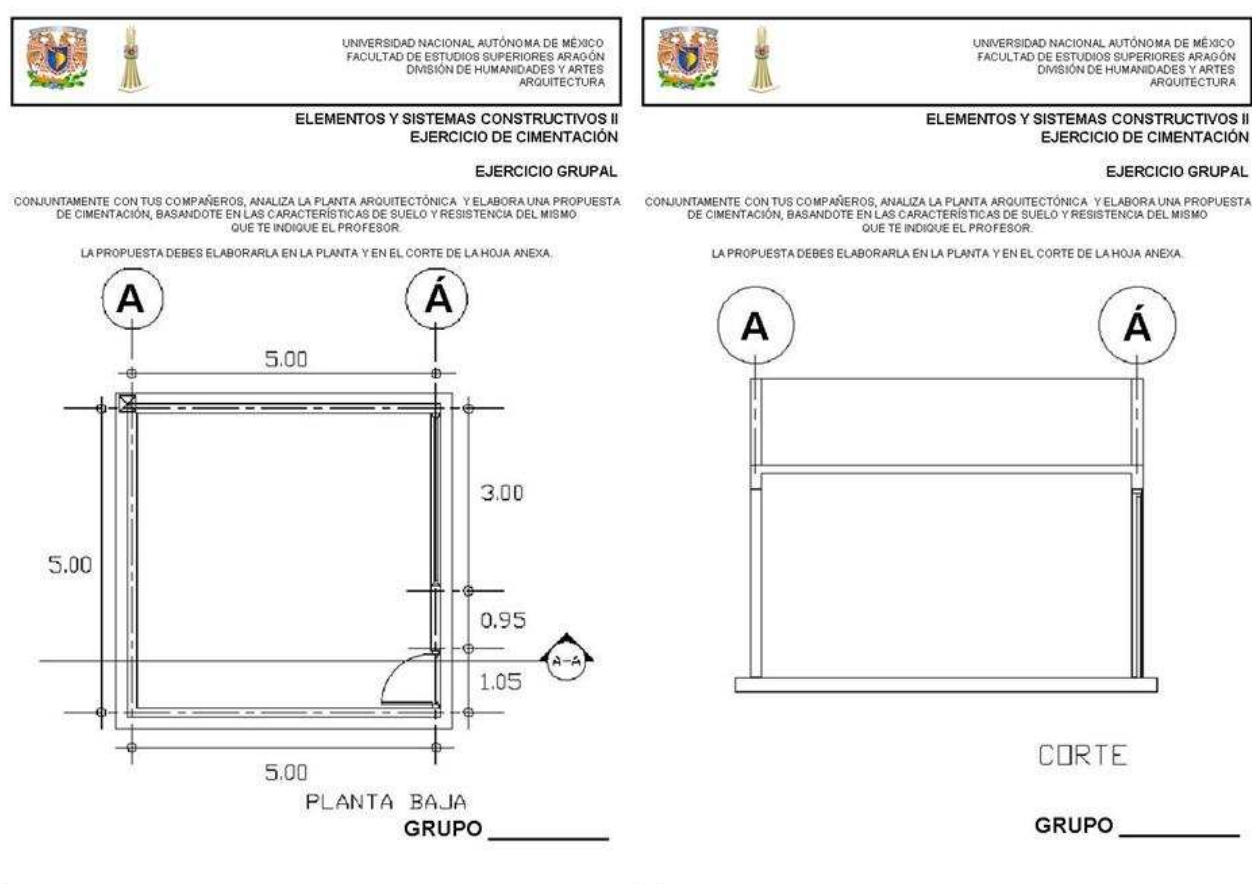 UNIVERSIDAD NACIONAL AUTÓNOMA DE MÉXICO
FACULTAD DE ESTUDIOS SUPERIORES ARAGÓN
DIVISIÓN DE HUMANIDADES Y ARTES
ARQUITECTURA
ELEMENTOS Y SISTEMAS CONSTRUCTIVOS II
EJERCICIO DE CIMENTACIÓN
EJERCICIO GRUPAL
CONJUNTAMENTE CON TUS COMPAÑEROS, ANALIZA LA PLANTA ARQUITECTÓNICA Y ELABORA UNA PROPUESTA
DE CIMENTACIÓN, BASANDOTE EN LAS CARACTERÍSTICAS DE SUELO Y RESISTENCIA DEL MISMO
QUE TE INDIQUE EL PROFESOR.
LA PROPUESTA DEBES ELABORARLA EN LA PLANTA Y EN EL CORTE DE LA HOJA ANEXA.
A
Á
5.00
3.00
5.00
0.95
A-Á
1.05
5.00
PLANTA BAJA
GRUPO
UNIVERSIDAD NACIONAL AUTÓNOMA DE MÉXICO
FACULTAD DE ESTUDIOS SUPERIORES ARAGÓN
DIVISIÓN DE HUMANIDADES Y ARTES
ARQUITECTURA
ELEMENTOS Y SISTEMAS CONSTRUCTIVOS II
EJERCICIO DE CIMENTACIÓN
EJERCICIO GRUPAL
CONJUNTAMENTE CON TUS COMPAÑEROS, ANALIZA LA PLANTA ARQUITECTÓNICA Y ELABORA UNA PROPUESTA
DE CIMENTACIÓN, BASANDOTE EN LAS CARACTERÍSTICAS DE SUELO Y RESISTENCIA DEL MISMO
QUE TE INDIQUE EL PROFESOR.
LA PROPUESTA DEBES ELABORARLA EN LA PLANTA Y EN EL CORTE DE LA HOJA ANEXA.
A
Á
CORTE
GRUPO